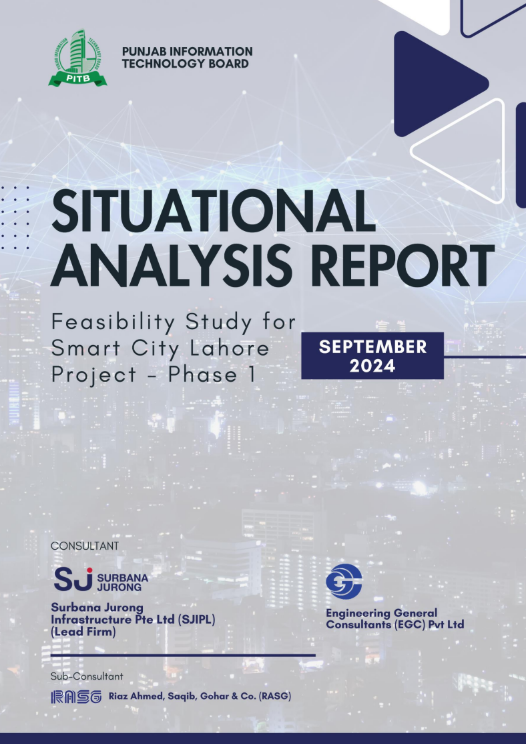 PITB
PUNJAB INFORMATION
TECHNOLOGY BOARD
SITUATIONAL
ANALYSIS REPORT
Feasibility Study for
Smart City Lahore
Project – Phase 1
SEPTEMBER
2024
CONSULTANT
SJ SURBANA
JURONG
Surbana Jurong
Infrastructure Pte Ltd (SJIPL)
(Lead Firm)
Engineering General
Consultants (EGC) Pvt Ltd
Sub-Consultant
RASG Riaz Ahmed, Saqib, Gohar & Co. (RASG)